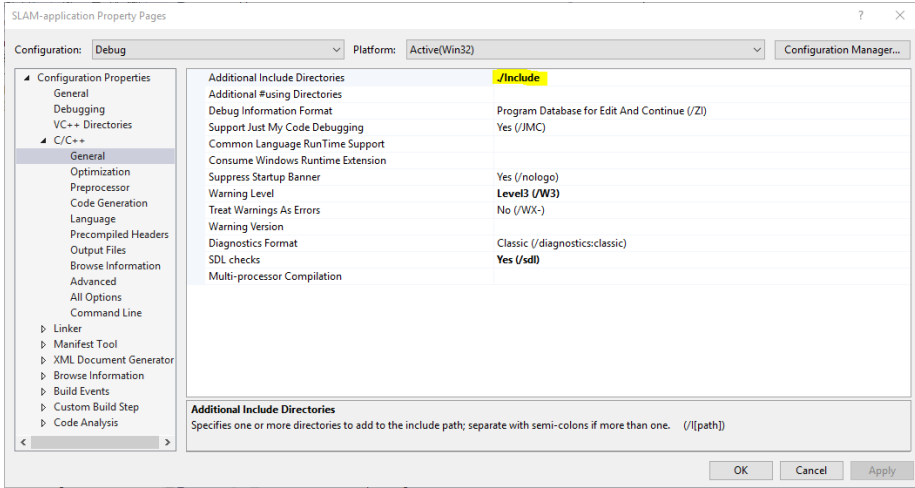 SLAM-application Property Pages ? ×
Configuration: Debug Platform: Active(Win32) Configuration Manager...
Configuration Properties
General
Debugging
VC++ Directories
C/C++
General
Optimization
Preprocessor
Code Generation
Language
Precompiled Headers
Output Files
Browse Information
Advanced
All Options
Command Line
Linker
Manifest Tool
XML Document Generator
Browse Information
Build Events
Custom Build Step
Code Analysis
Additional Include Directories ./Include
Additional #using Directories
Debug Information Format Program Database for Edit And Continue (/ZI)
Support Just My Code Debugging Yes (/JMC)
Common Language RunTime Support
Consume Windows Runtime Extension
Suppress Startup Banner Yes (/nologo)
Warning Level Level3 (/W3)
Treat Warnings As Errors No (/WX-)
Warning Version
Diagnostics Format Classic (/diagnostics:classic)
SDL checks Yes (/sdl)
Multi-processor Compilation
Additional Include Directories
Specifies one or more directories to add to the include path; separate with semi-colons if more than one. (/I[path])
OK Cancel Apply